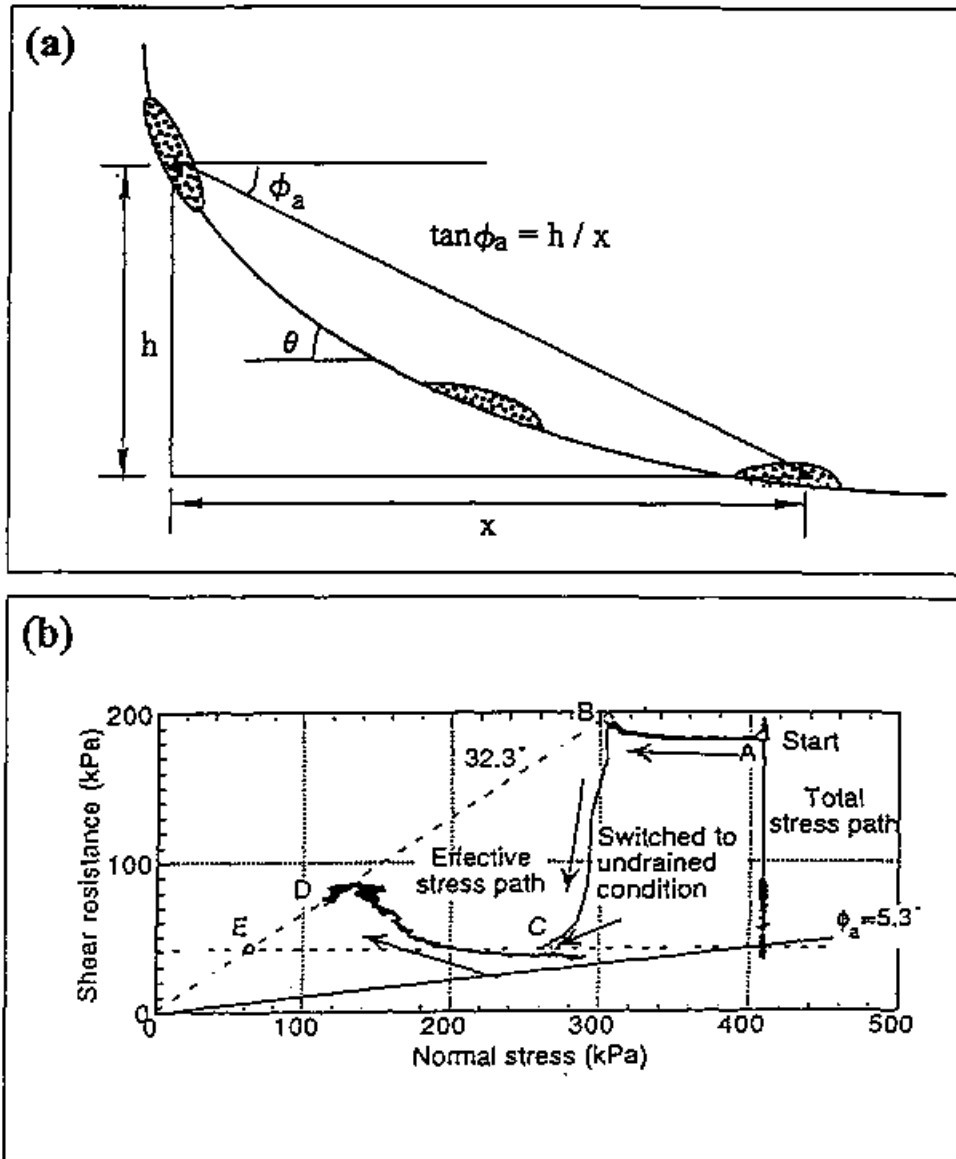 (a)
ϕa
tanϕa = h / x
h
θ
x
(b)
200
B
A
Start
32.3°
Total
stress path
Shear rosistance (kPa)
Effective
stress path
Switched to
undrained
condition
100
D
E
C
ϕa=5.3°
0
0
100
200
300
400
500
Normal stress (kPa)